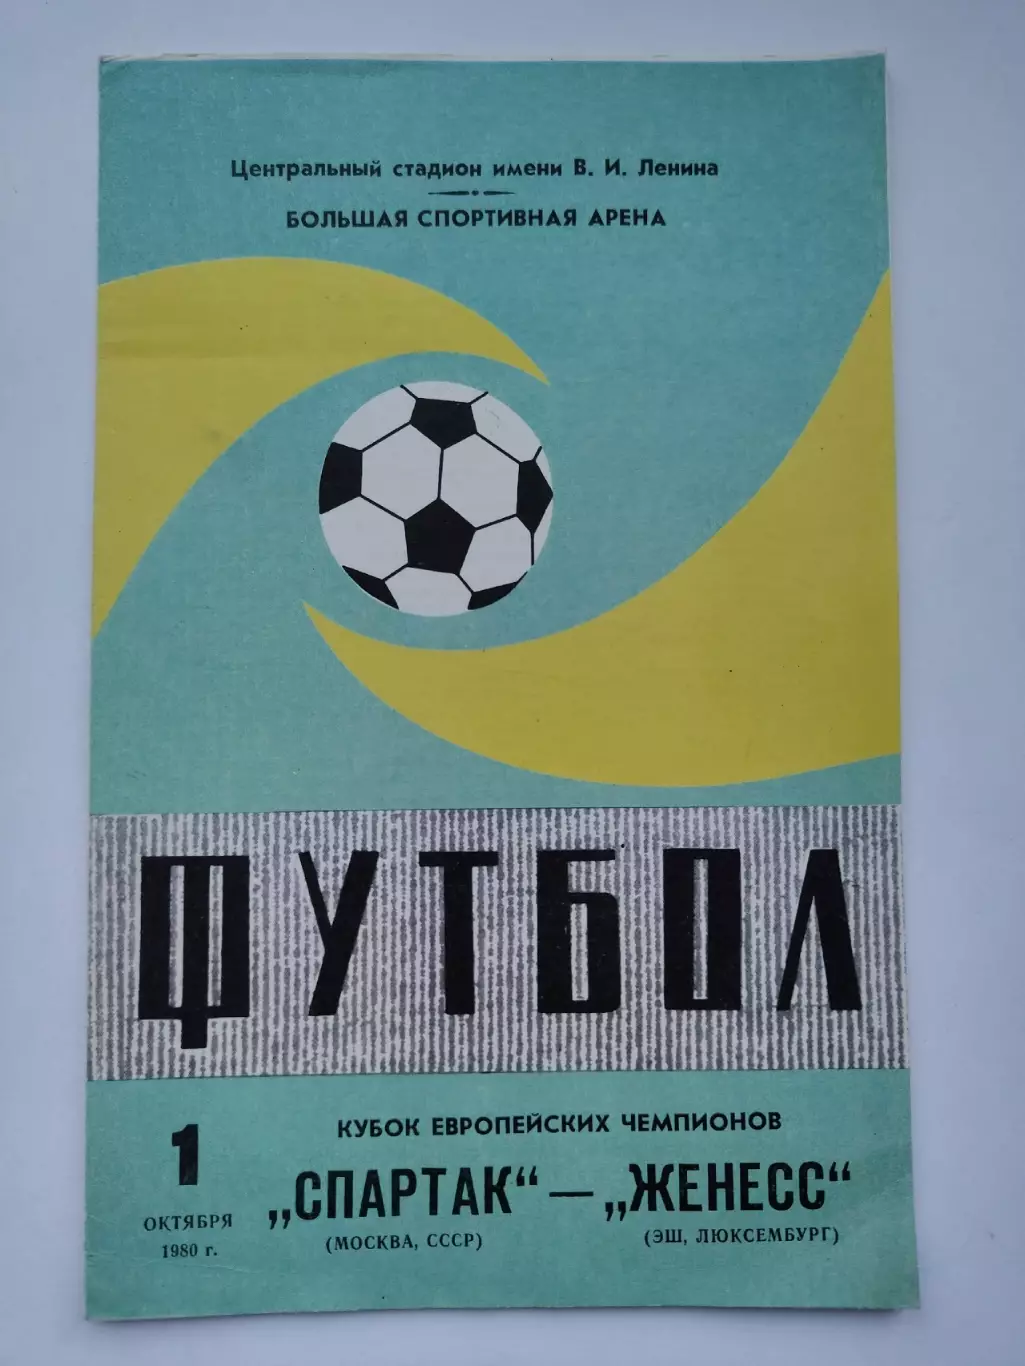 Центральный стадион имени В. И. Ленина
БОЛЬШАЯ СПОРТИВНАЯ АРЕНА
ФУТБОЛ
1
ОКТЯБРЯ
1980 г.
КУБОК ЕВРОПЕЙСКИХ ЧЕМПИОНОВ
„СПАРТАК“ — „ЖЕНЕСС“
(МОСКВА, СССР) (ЭШ, ЛЮКСЕМБУРГ)